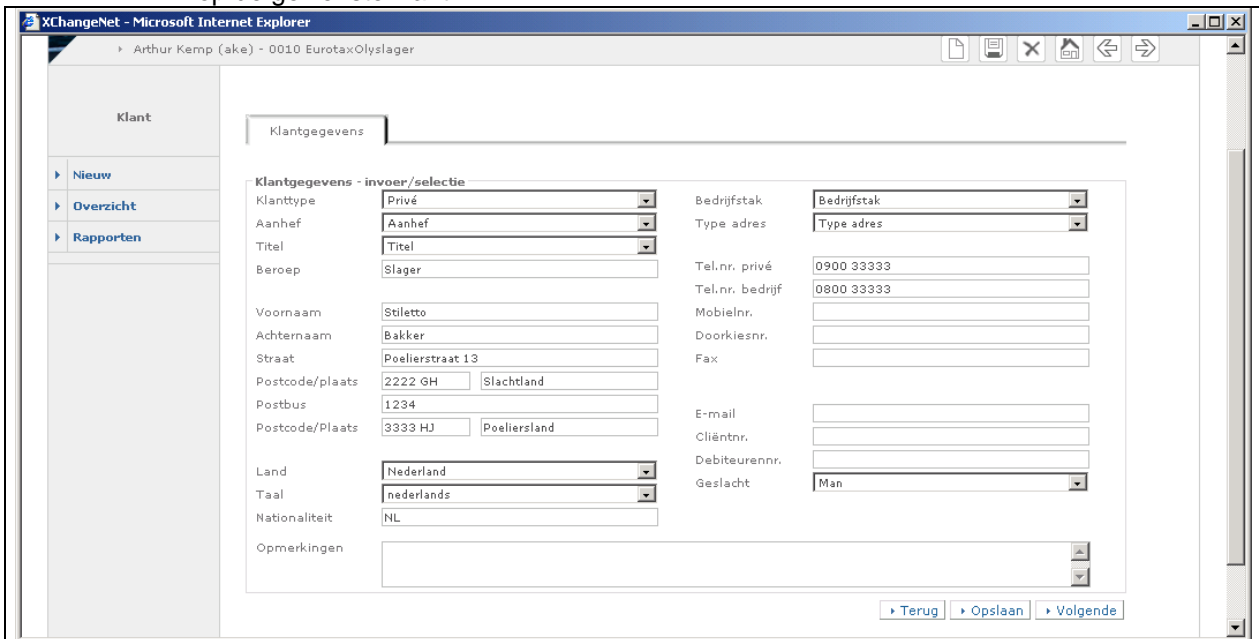 XChangeNet - Microsoft Internet Explorer
Arthur Kemp (ake) - 0010 EurotaxOlyslager
Klant
Nieuw
Overzicht
Rapporten
Klantgegevens
Klantgegevens - invoer/selectie
Klanttype Privé
Aanhef Aanhef
Titel Titel
Beroep Slager
Voornaam Stiletto
Achternaam Bakker
Straat Poelierstraat 13
Postcode/plaats 2222 GH Slachtland
Postbus 1234
Postcode/Plaats 3333 HJ Poeliersland
Land Nederland
Taal nederlands
Nationaliteit NL
Opmerkingen
Bedrijfstak Bedrijfstak
Type adres Type adres
Tel.nr. privé 0900 33333
Tel.nr. bedrijf 0800 33333
Mobielnr.
Doorkiesnr.
Fax
E-mail
Cliëntnr.
Debiteurennr.
Geslacht Man
Terug Opslaan Volgende